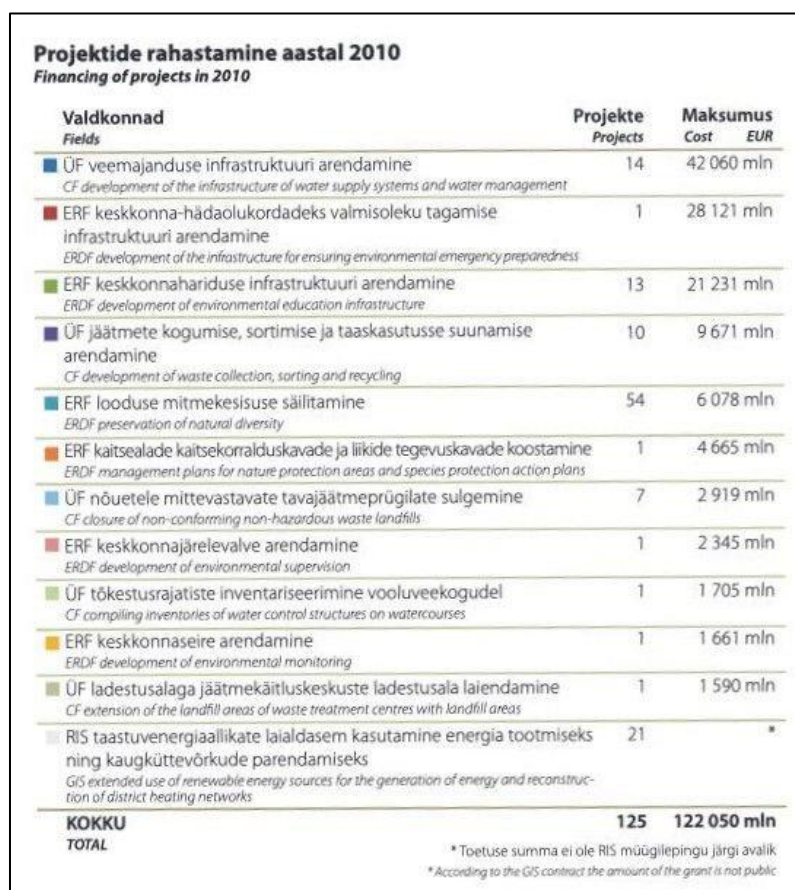 Projektide rahastamine aastal 2010
Financing of projects in 2010
Valdkonnad Projekte Maksumus
Fields Projects Cost EUR
ÜF veemajanduse infrastruktuuri arendamine 14 42 060 mln
CF development of the infrastructure of water supply systems and water management
ERF keskkonna-hädaolukordadeks valmisoleku tagamise 1 28 121 mln
infrastruktuuri arendamine
ERDF development of the infrastructure for ensuring environmental emergency preparedness
ERF keskkonnahariduse infrastruktuuri arendamine 13 21 231 mln
ERDF development of environmental education infrastructure
ÜF jäätmete kogumise, sortimise ja taaskasutusse suunamise 10 9 671 mln
arendamine
CF development of waste collection, sorting and recycling
ERF looduse mitmekesisuse säilitamine 54 6 078 mln
ERDF preservation of natural diversity
ERF kaitsealade kaitsekorralduskavade ja liikide tegevuskavade koostamine 1 4 665 mln
ERDF management plans for nature protection areas and species protection action plans
ÜF nõuetele mittevastavate tavajäätmeprügilate sulgemine 7 2 919 mln
CF closure of non-conforming non-hazardous waste landfills
ERF keskkonnajärelevalve arendamine 1 2 345 mln
ERDF development of environmental supervision
ÜF tõkestusrajatiste inventariseerimine vooluveekogudel 1 1 705 mln
CF compiling inventories of water control structures on watercourses
ERF keskkonnaseire arendamine 1 1 661 mln
ERDF development of environmental monitoring
ÜF ladestusalaga jäätmekäitluskeskuste ladestusala laiendamine 1 1 590 mln
CF extension of the landfill areas of waste treatment centres with landfill areas
RIS taastuvenergiaallikate laialdasem kasutamine energia tootmiseks 21 *
ning kaugküttevõrkude parendamiseks
GIS extended use of renewable energy sources for the generation of energy and reconstruc-
tion of district heating networks
KOKKU 125 122 050 mln
TOTAL
* Toetuse summa ei ole RIS müügilepingu järgi avalik
* According to the GIS contract the amount of the grant is not public